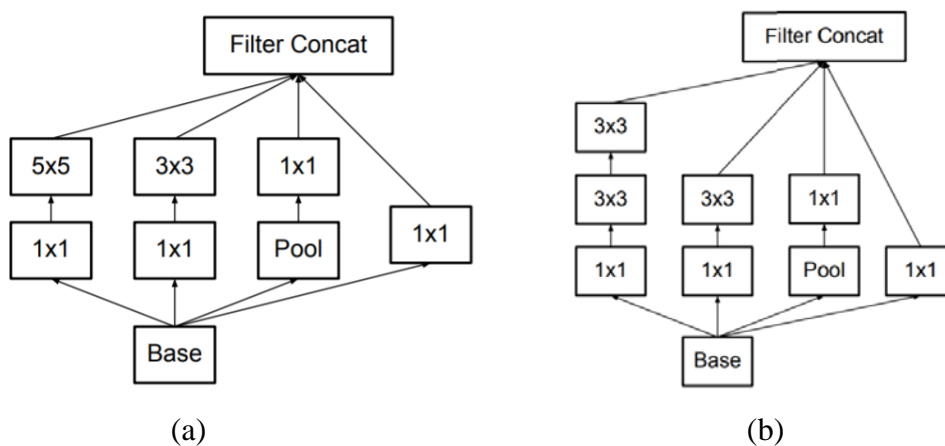 Filter Concat
5x5
3x3
1x1
1x1
1x1
Pool
1x1
Base
(a)
Filter Concat
3x3
3x3
3x3
1x1
1x1
1x1
Pool
1x1
Base
(b)